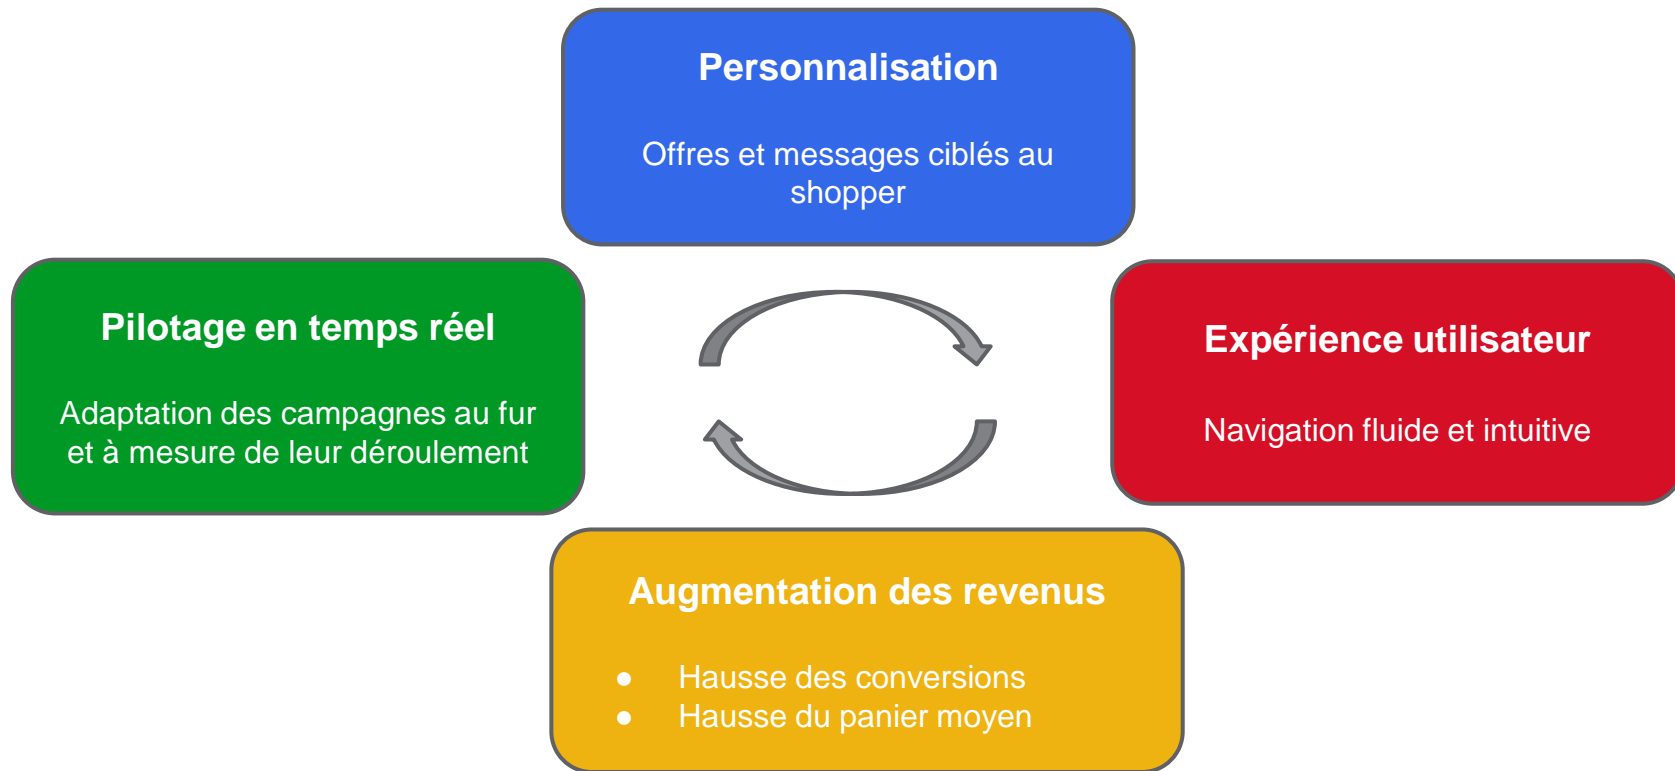 Personnalisation
Offres et messages ciblés au
shopper
Pilotage en temps réel
Adaptation des campagnes au fur
et à mesure de leur déroulement
Expérience utilisateur
Navigation fluide et intuitive
Augmentation des revenus
● Hausse des conversions
● Hausse du panier moyen